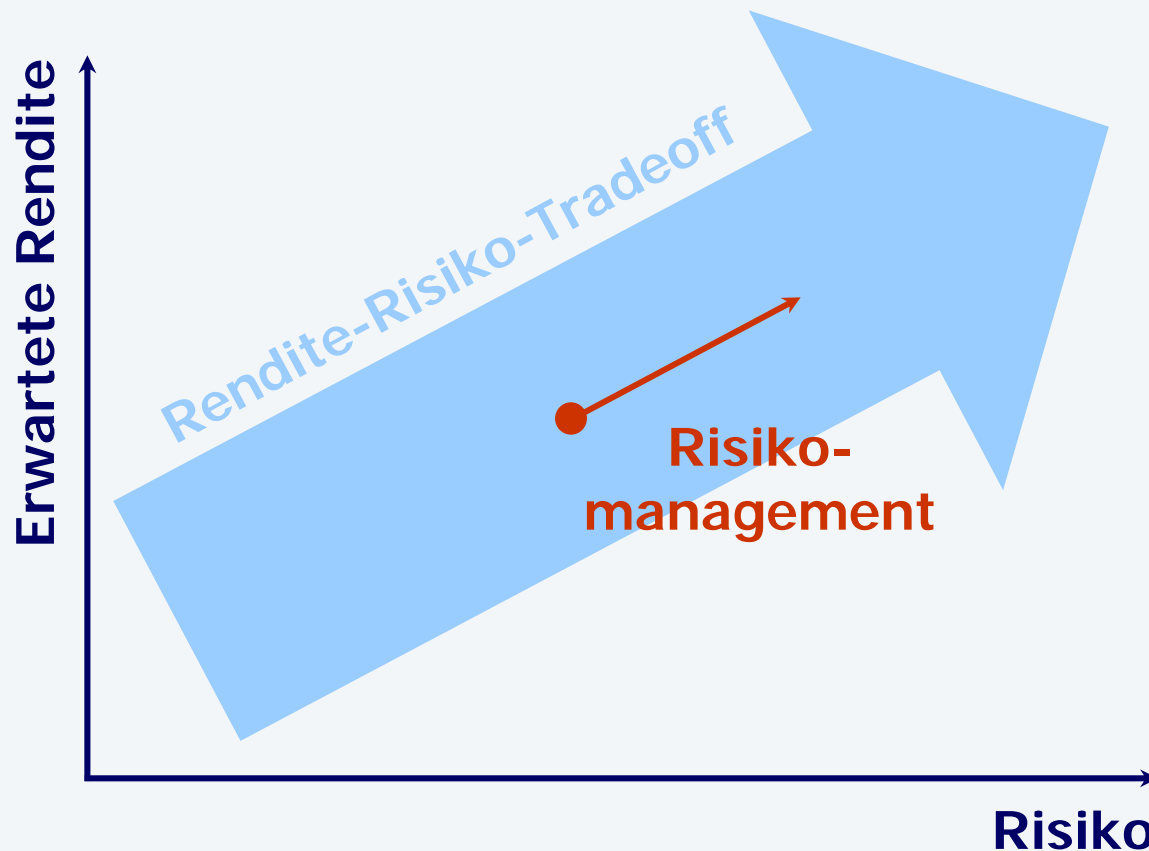 Erwartete Rendite
Rendite-Risiko-Tradeoff
Risiko-
management
Risiko